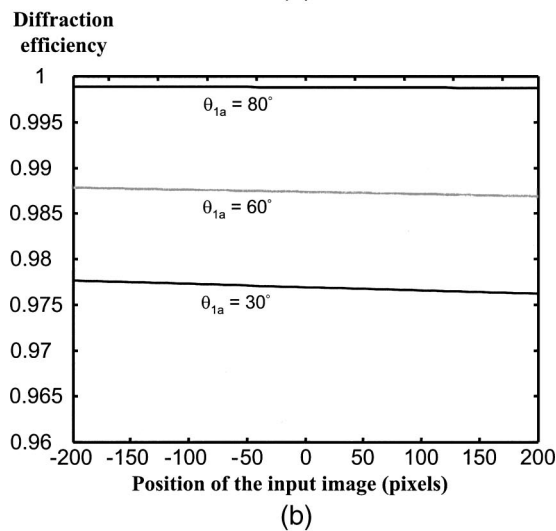 Diffraction
efficiency
1
0.995
θ1a = 80°
0.99
0.985
θ1a = 60°
0.98
0.975
θ1a = 30°
0.97
0.965
0.96
-200 -150 -100 -50 0 50 100 150 200
Position of the input image (pixels)
(b)